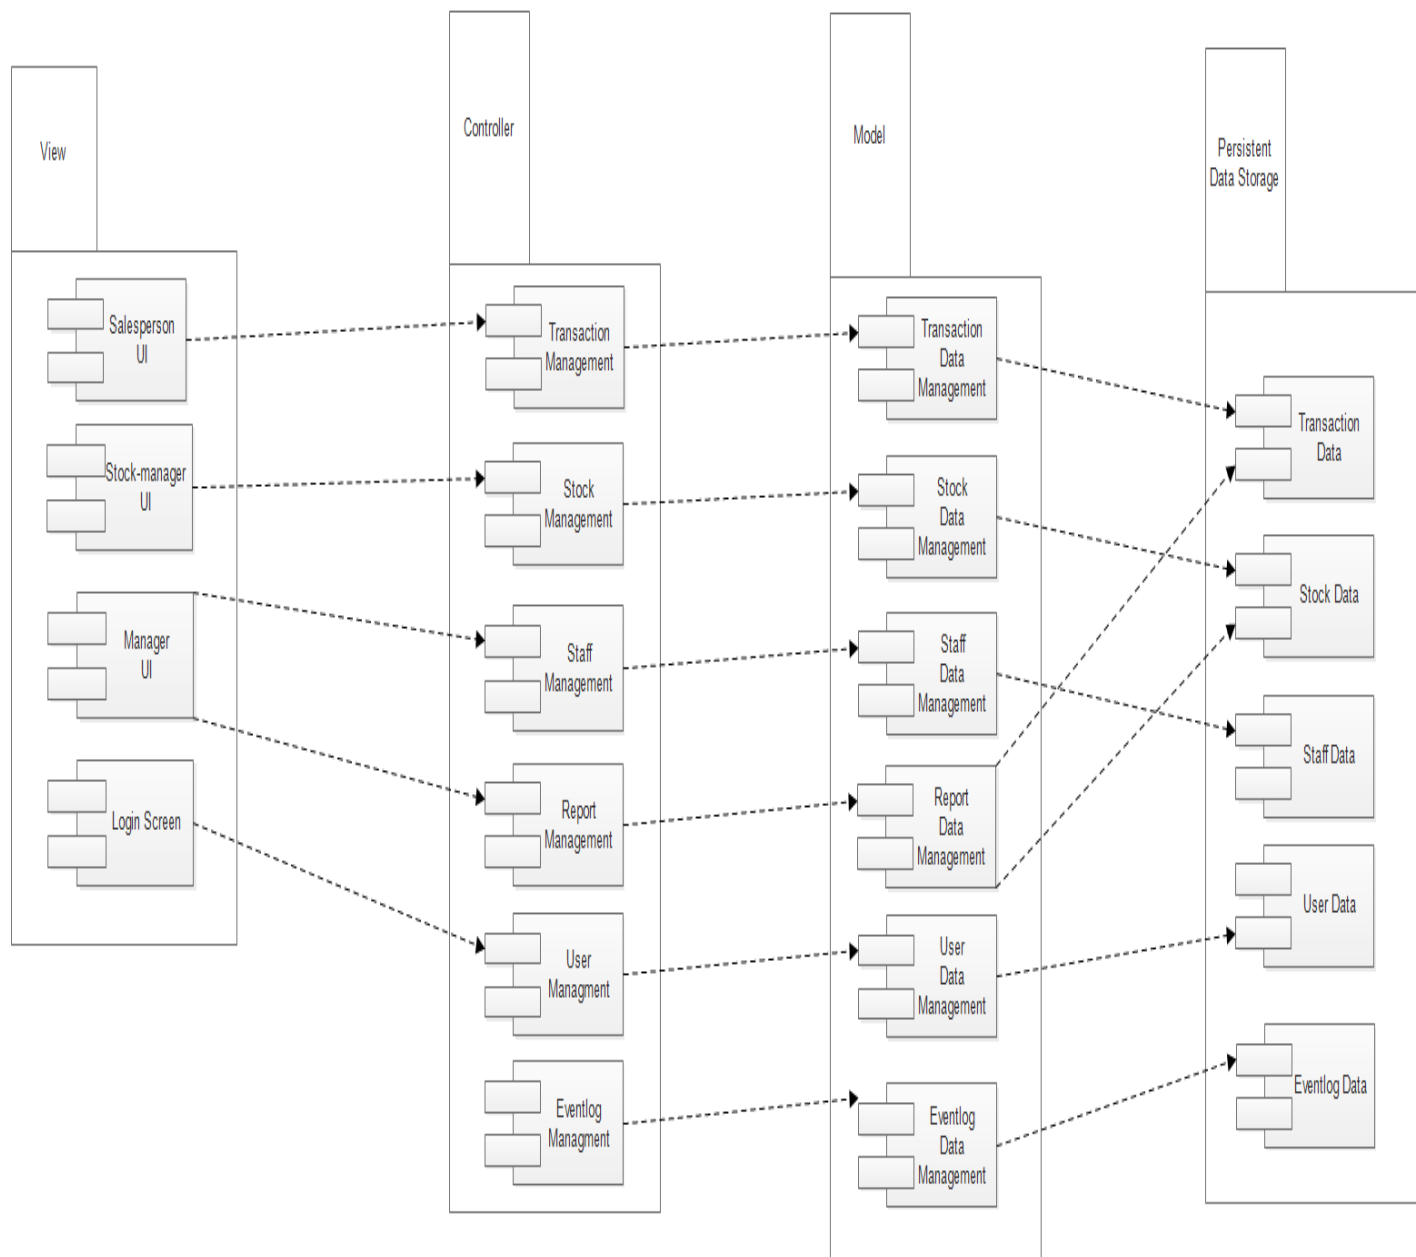 View
Salesperson
UI
Stock-manager
UI
Manager
UI
Login Screen
Controller
Transaction
Management
Stock
Management
Staff
Management
Report
Management
User
Managment
Eventlog
Managment
Model
Transaction
Data
Management
Stock
Data
Management
Staff
Data
Management
Report
Data
Management
User
Data
Management
Eventlog
Data
Management
Persistent
Data Storage
Transaction
Data
Stock Data
Staff Data
User Data
Eventlog Data